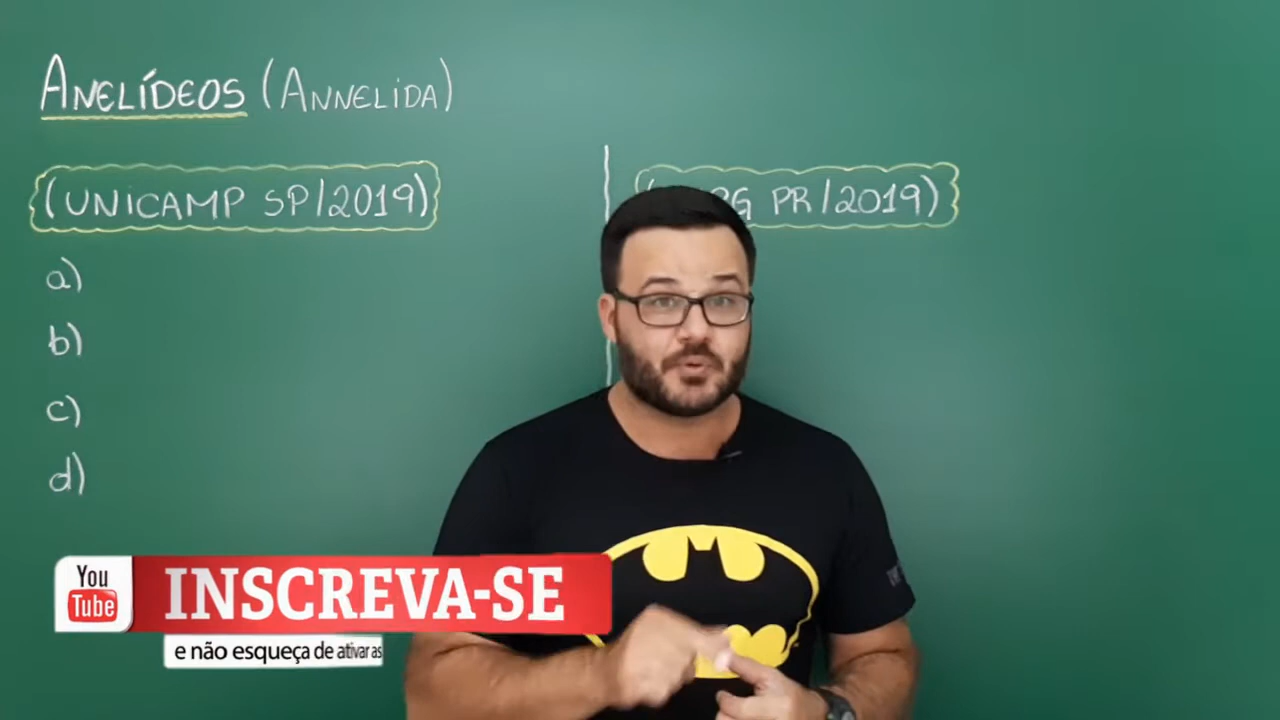 ANELÍDEOS (ANNELIDA)
(UNICAMP SP/2019)
PR/2019)
a)
b)
c)
d)
You
Tube
INSCREVA-SE
e não esqueça de ativar as